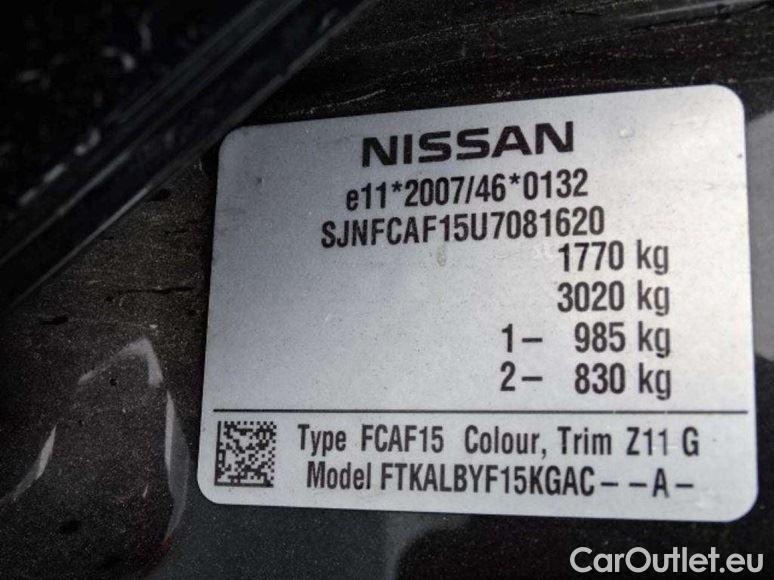 NISSAN
e11*2007/46*0132
SJNFCAF15U7081620
1770 kg
3020 kg
1– 985 kg
2– 830 kg
Type FCAF15 Colour, Trim Z11 G
Model FTKALBYF15KGAC––A–
CarOutlet.eu